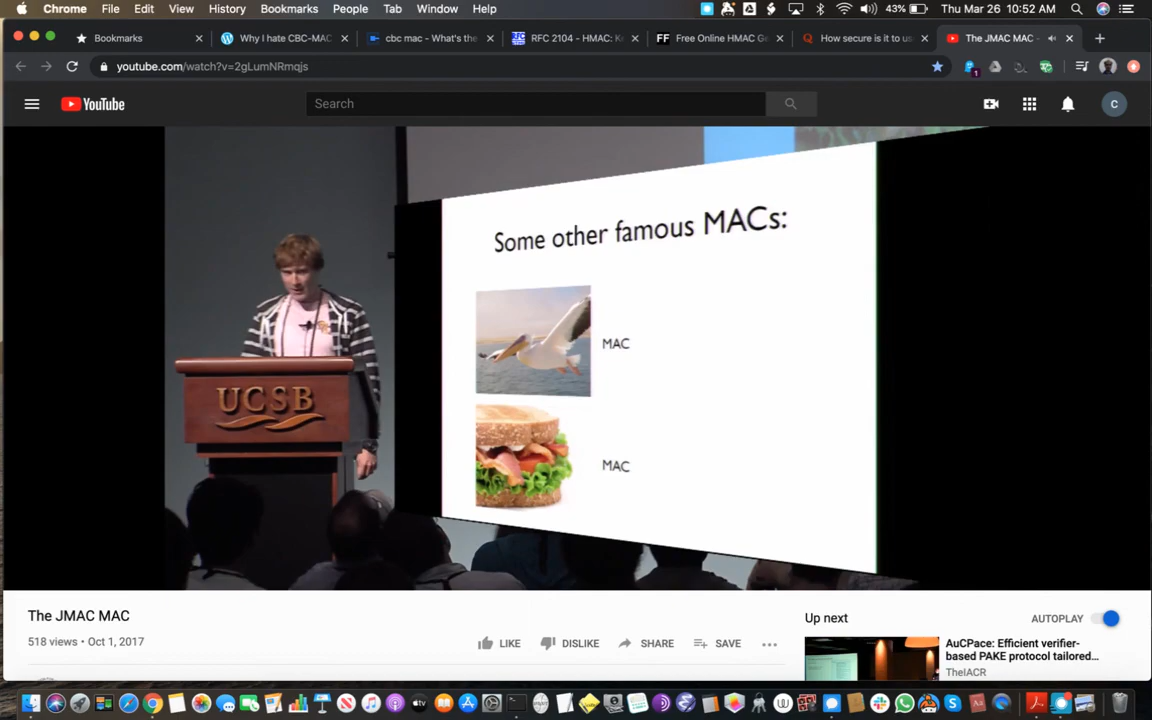 Chrome File Edit View History Bookmarks People Tab Window Help 43% Thu Mar 26 10:52 AM
Bookmarks Why I hate CBC-MAC cbc mac - What's the RFC 2104 - HMAC: Ke Free Online HMAC Ge How secure is it to us The JMAC MAC -
youtube.com/watch?v=2gLumNRmqjs 1
YouTube Search C
Some other famous MACs:
MAC
UCSB
MAC
The JMAC MAC
518 views • Oct 1, 2017 LIKE DISLIKE SHARE SAVE
Up next AUTOPLAY
AuCPace: Efficient verifier-
based PAKE protocol tailored...
TheIACR